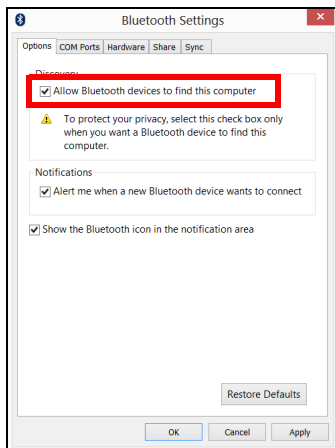 Bluetooth Settings
Options COM Ports Hardware Share Sync
Discovery
Allow Bluetooth devices to find this computer
To protect your privacy, select this check box only
when you want a Bluetooth device to find this
computer.
Notifications
Alert me when a new Bluetooth device wants to connect
Show the Bluetooth icon in the notification area
Restore Defaults
OK Cancel Apply